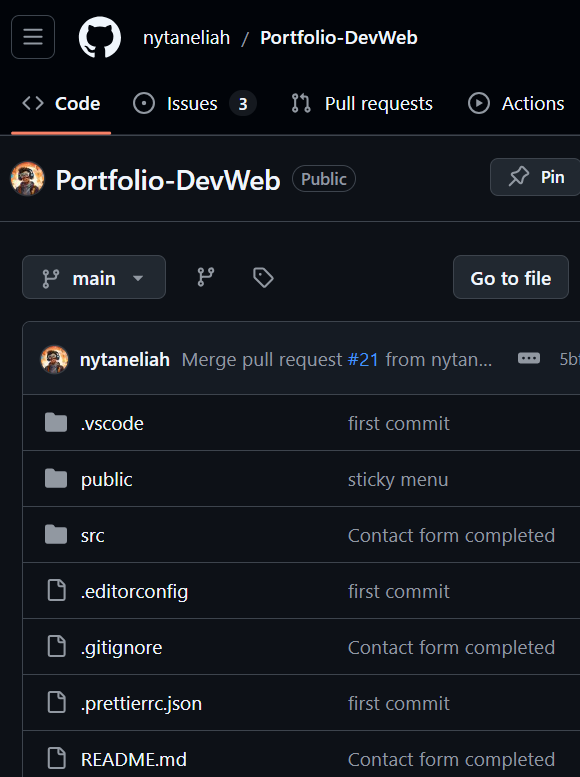 nytaneliah / Portfolio-DevWeb
Code Issues 3 Pull requests Actions
Portfolio-DevWeb Public Pin
main Go to file
nytaneliah Merge pull request #21 from nytan...
.vscode first commit
public sticky menu
src Contact form completed
.editorconfig first commit
.gitignore Contact form completed
.prettierrc.json first commit
README.md Contact form completed